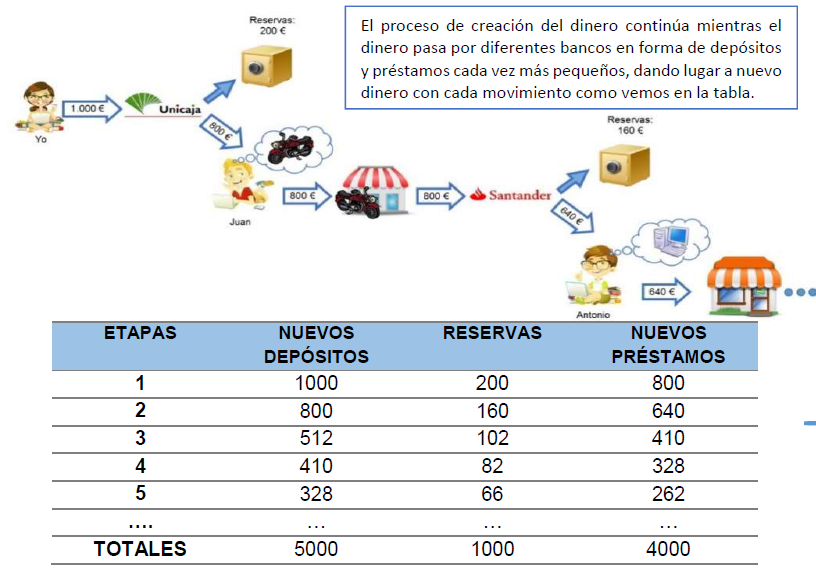 Reservas:
200 €
El proceso de creación del dinero continúa mientras el
dinero pasa por diferentes bancos en forma de depósitos
y préstamos cada vez más pequeños, dando lugar a nuevo
dinero con cada movimiento como vemos en la tabla.
1.000 €
Unicaja
Yo
800 €
Reservas:
160 €
Juan
800 €
800 €
Santander
640 €
Antonio
640 €
ETAPAS NUEVOS DEPÓSITOS RESERVAS NUEVOS PRÉSTAMOS
1 1000 200 800
2 800 160 640
3 512 102 410
4 410 82 328
5 328 66 262
.... ... ... ...
TOTALES 5000 1000 4000